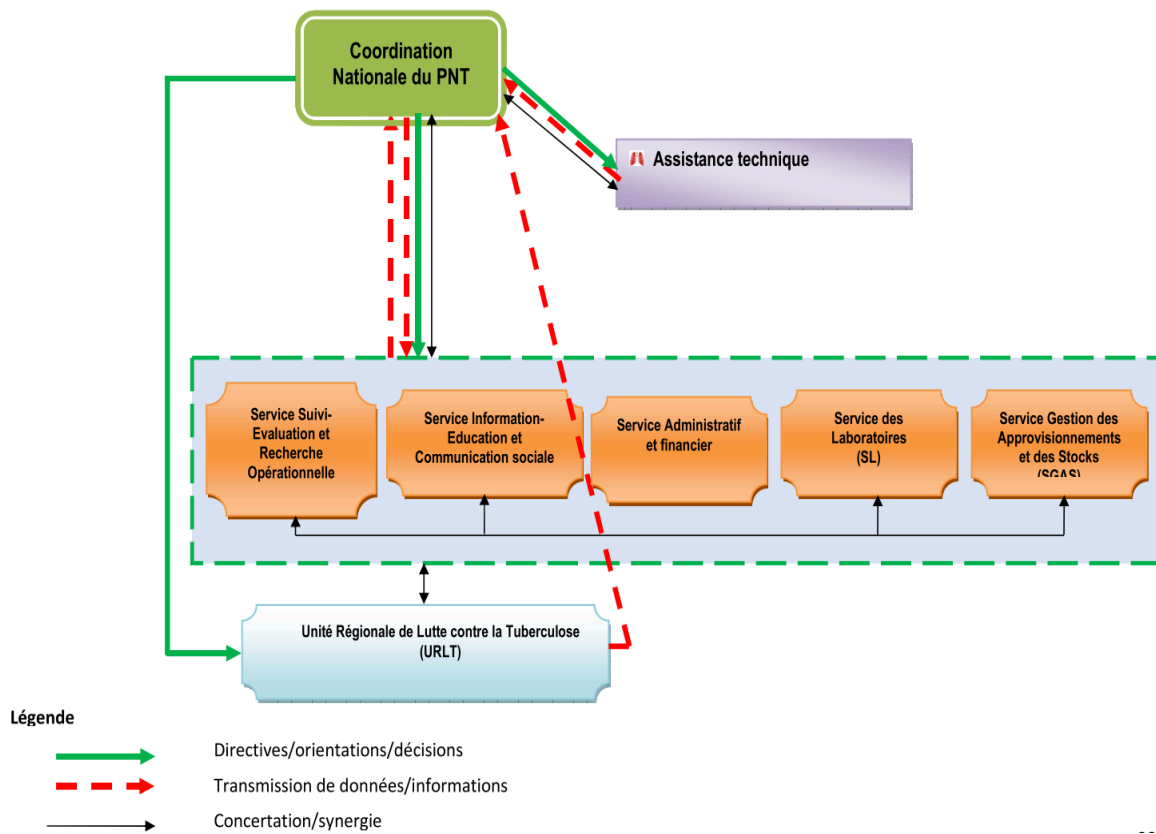 Coordination
Nationale du PNT
Assistance technique
Service Suivi-
Evaluation et
Recherche
Opérationnelle
Service Information-
Education et
Communication sociale
Service Administratif
et financier
Service des
Laboratoires
(SL)
Service Gestion des
Approvisionnements
et des Stocks
(SGAS)
Unité Régionale de Lutte contre la Tuberculose
(URLT)
Légende
Directives/orientations/décisions
Transmission de données/informations
Concertation/synergie